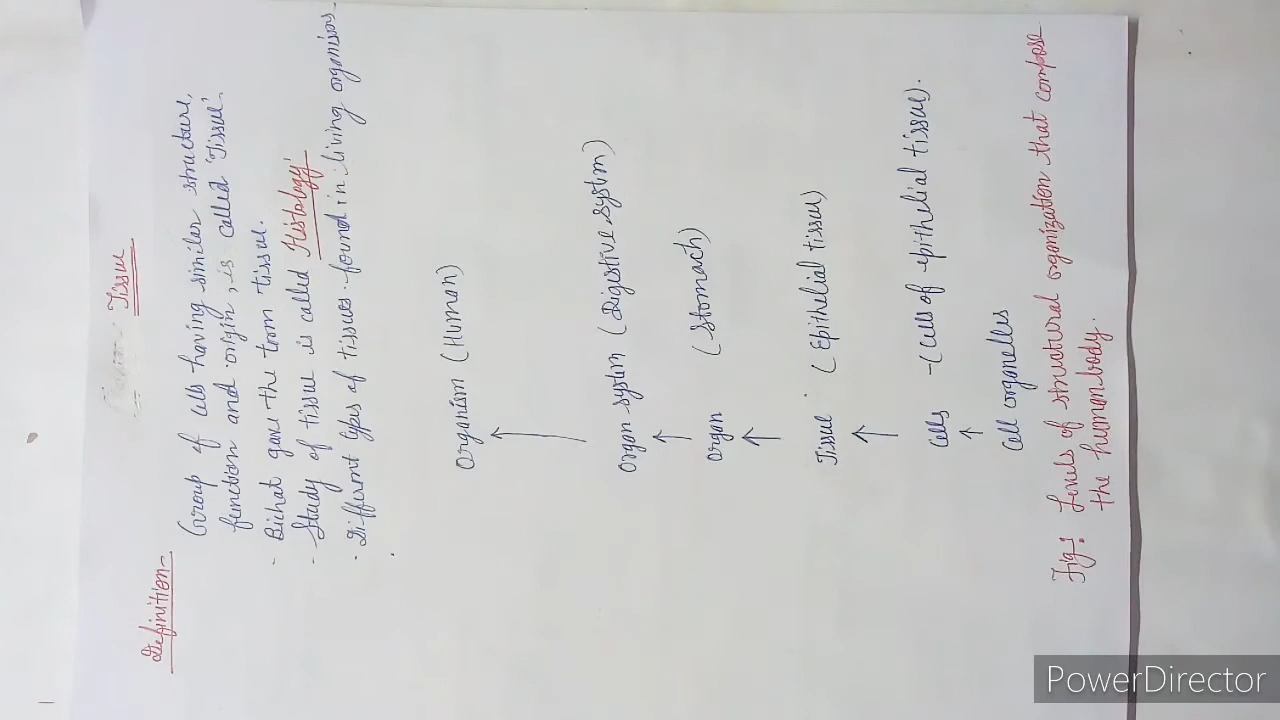 Tissue
Definition-
Group of cells having similar structure,
function and origin, is called 'Tissue'.
- Bichat gave the troom tissue.
- Study of tissue is called 'Histology'
· Different types of tissues found in living organisms.
Organism (Human)
↑
Organ system (Digestive system)
↑
Organ (Stomach)
↑
Tissue (Epithelial tissue)
↑
Cells -(Cells of epithelial tissue).
↑
Cell organelles
Fig:1 Levels of structural organization that compose
the human body.
PowerDirector